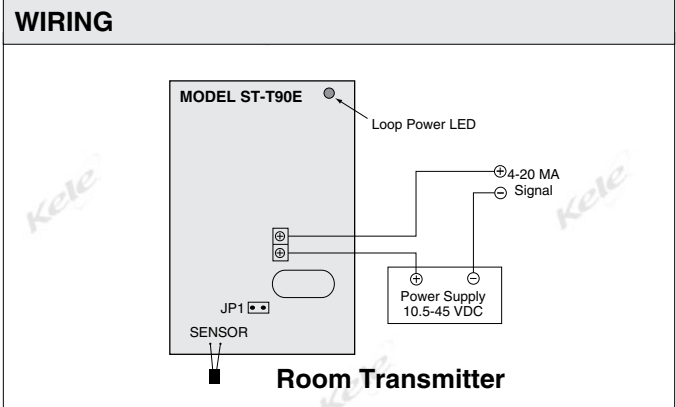 WIRING
MODEL ST-T90E
Loop Power LED
⊕4-20 MA
⊖ Signal
⊕
⊕
⊕ ⊖
Power Supply
10.5-45 VDC
JP1
SENSOR
Room Transmitter
Kele
Kele
Kele